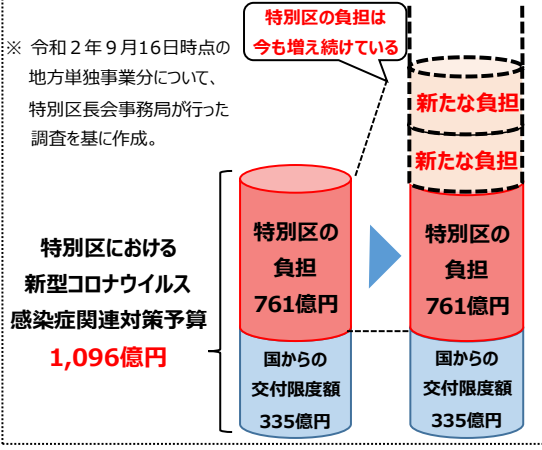 特別区の負担は
今も増え続けている
※ 令和２年９月16日時点の
地方単独事業分について、
特別区長会事務局が行った
調査を基に作成。
特別区における
新型コロナウイルス
感染症関連対策予算
1,096億円
特別区の
負担
761億円
国からの
交付限度額
335億円
新たな負担
新たな負担
特別区の
負担
761億円
国からの
交付限度額
335億円